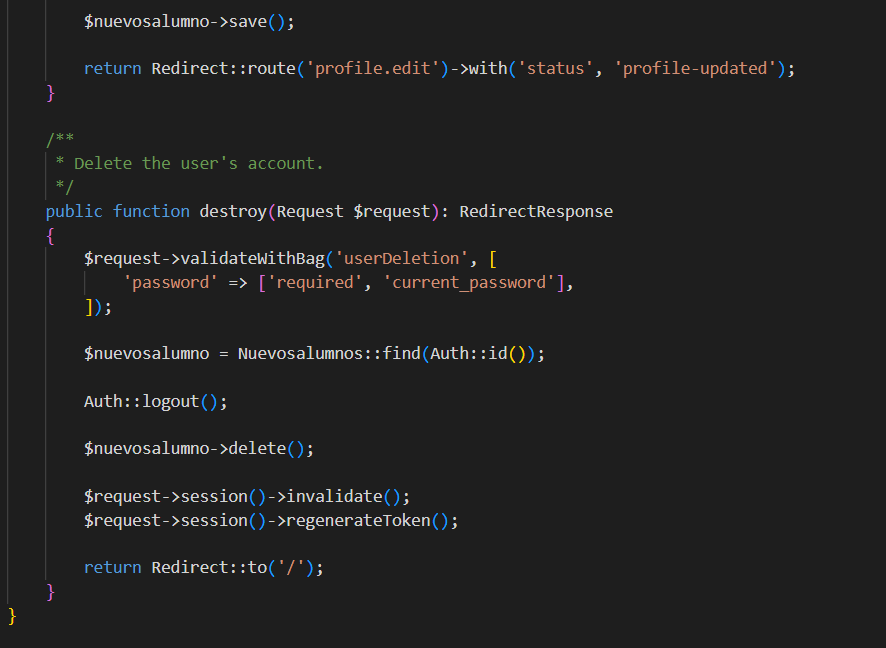 $nuevosalumno->save();
return Redirect::route('profile.edit')->with('status', 'profile-updated');
}
/**
* Delete the user's account.
*/
public function destroy(Request $request): RedirectResponse
{
$request->validateWithBag('userDeletion', [
'password' => ['required', 'current_password'],
]);
$nuevosalumno = Nuevosalumnos::find(Auth::id());
Auth::logout();
$nuevosalumno->delete();
$request->session()->invalidate();
$request->session()->regenerateToken();
return Redirect::to('/');
}
}